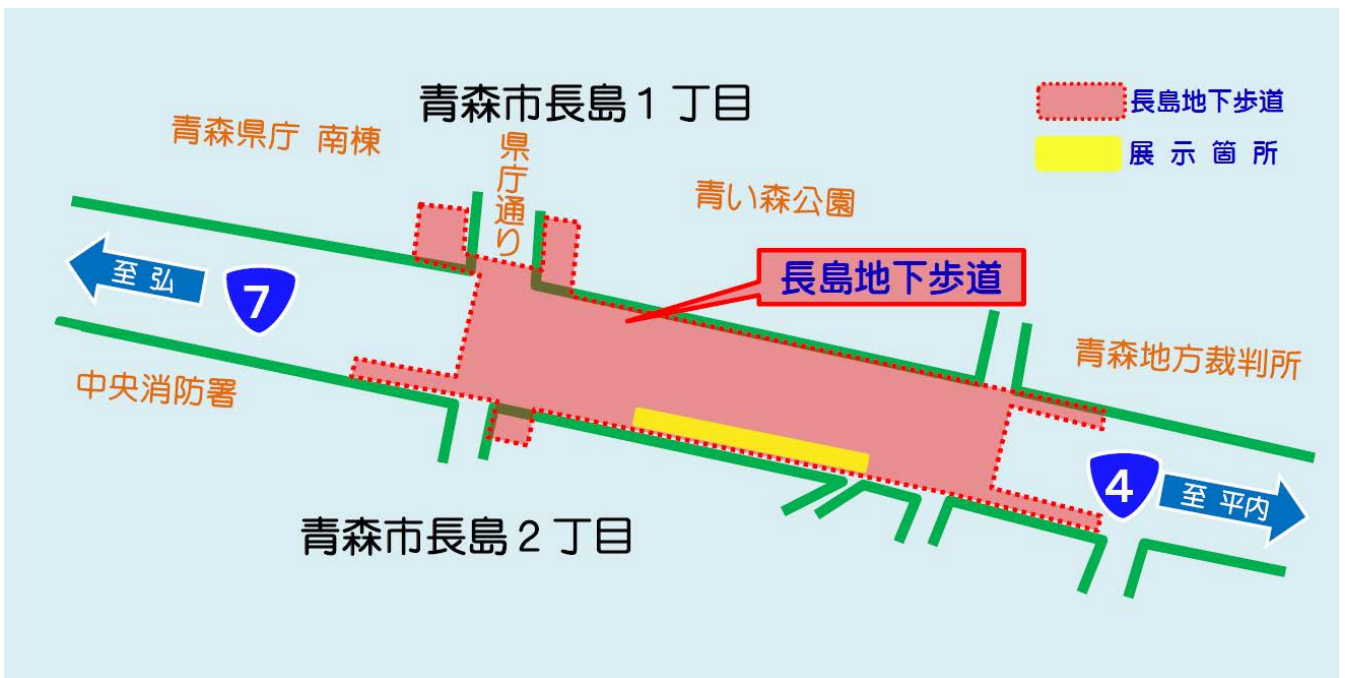 青森市長島1丁目
長島地下歩道
展示箇所
青森県庁 南棟
県庁通り
青い森公園
長島地下歩道
至 弘
7
青森地方裁判所
中央消防署
4
至 平内
青森市長島2丁目